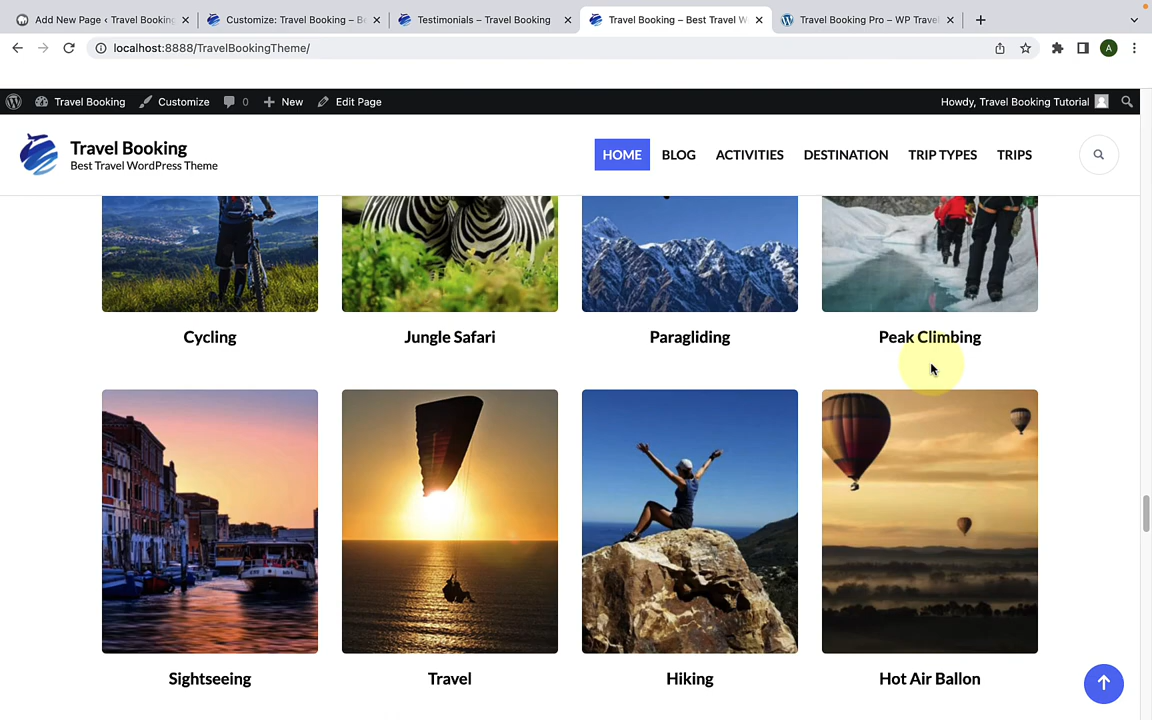 Add New Page ‹ Travel Booking
Customize: Travel Booking – Be
Testimonials – Travel Booking
Travel Booking – Best Travel W
Travel Booking Pro – WP Travel
localhost:8888/TravelBookingTheme/
A
Travel Booking
Customize
0
New
Edit Page
Howdy, Travel Booking Tutorial
Travel Booking
Best Travel WordPress Theme
HOME
BLOG
ACTIVITIES
DESTINATION
TRIP TYPES
TRIPS
Cycling
Jungle Safari
Paragliding
Peak Climbing
Sightseeing
Travel
Hiking
Hot Air Ballon